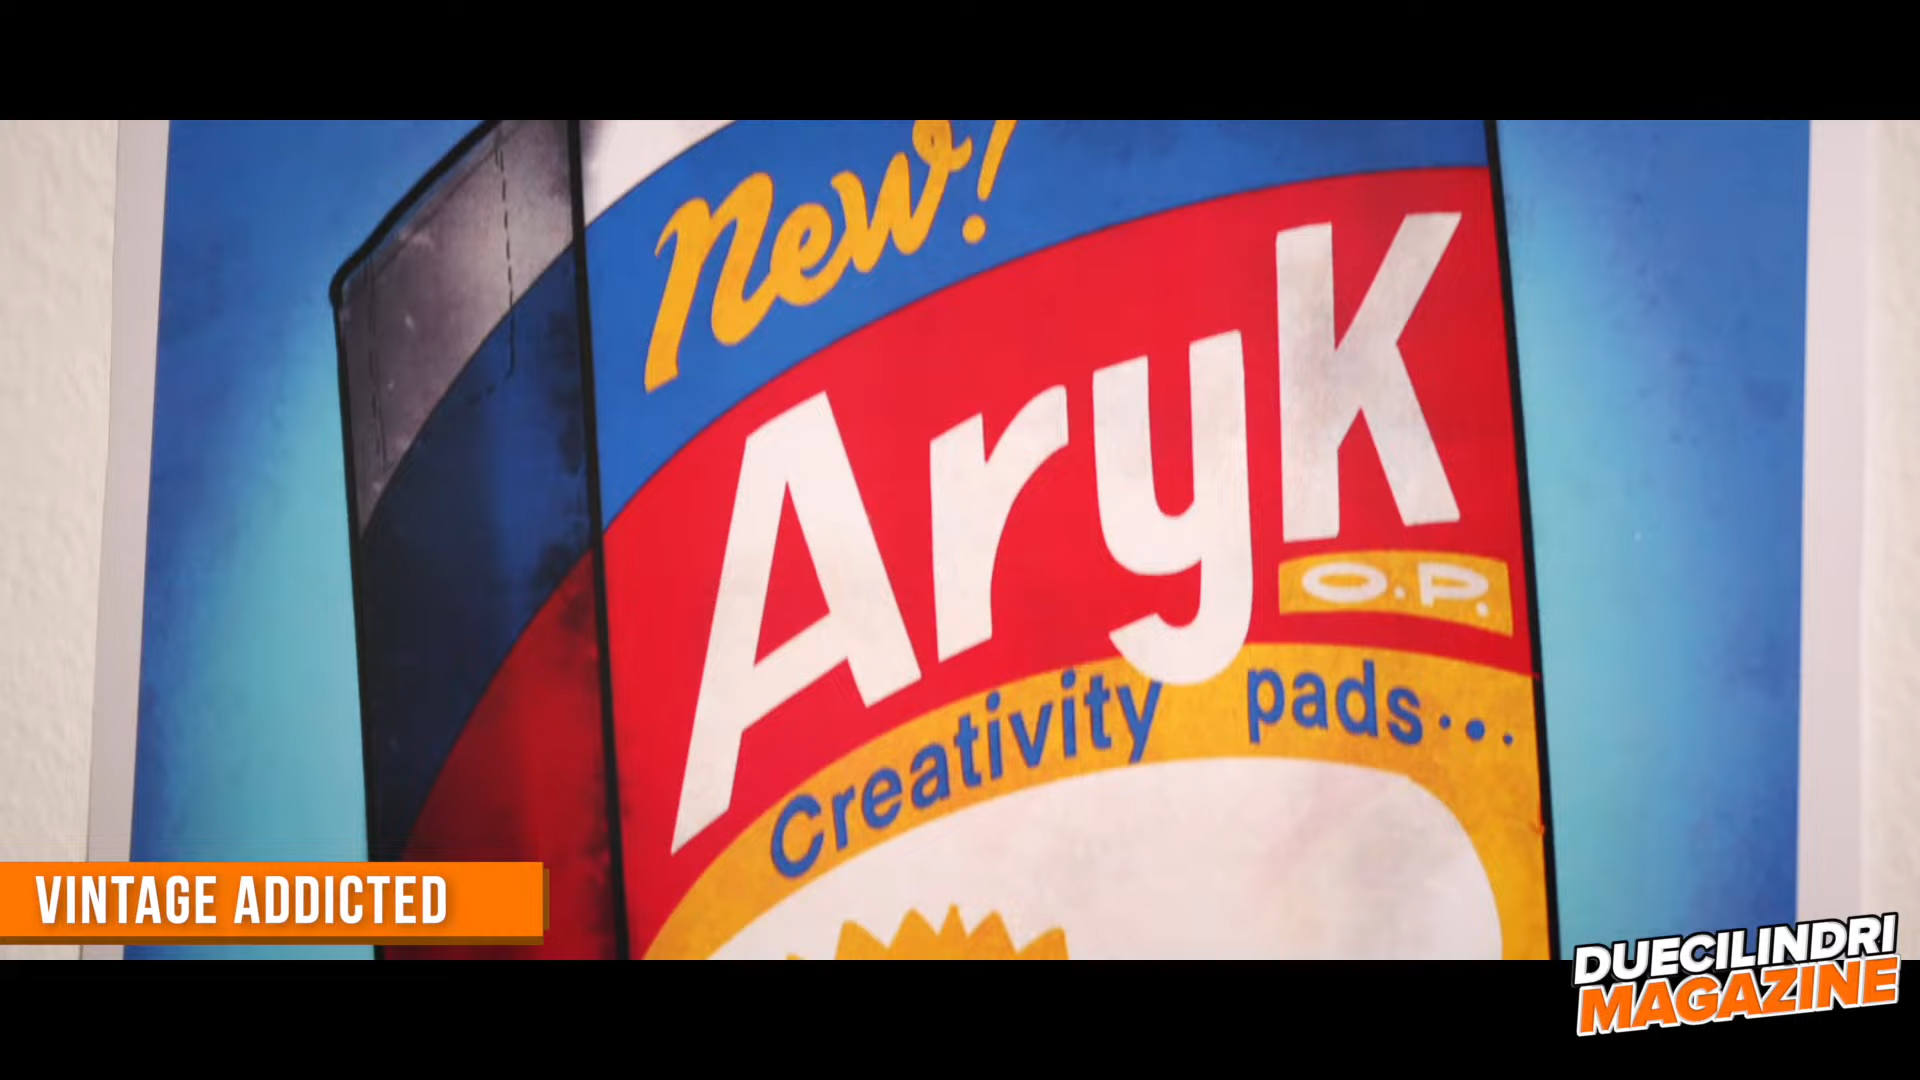 New!
AryK
O.P.
Creativity pads...
VINTAGE ADDICTED
DUECILINDRI
MAGAZINE